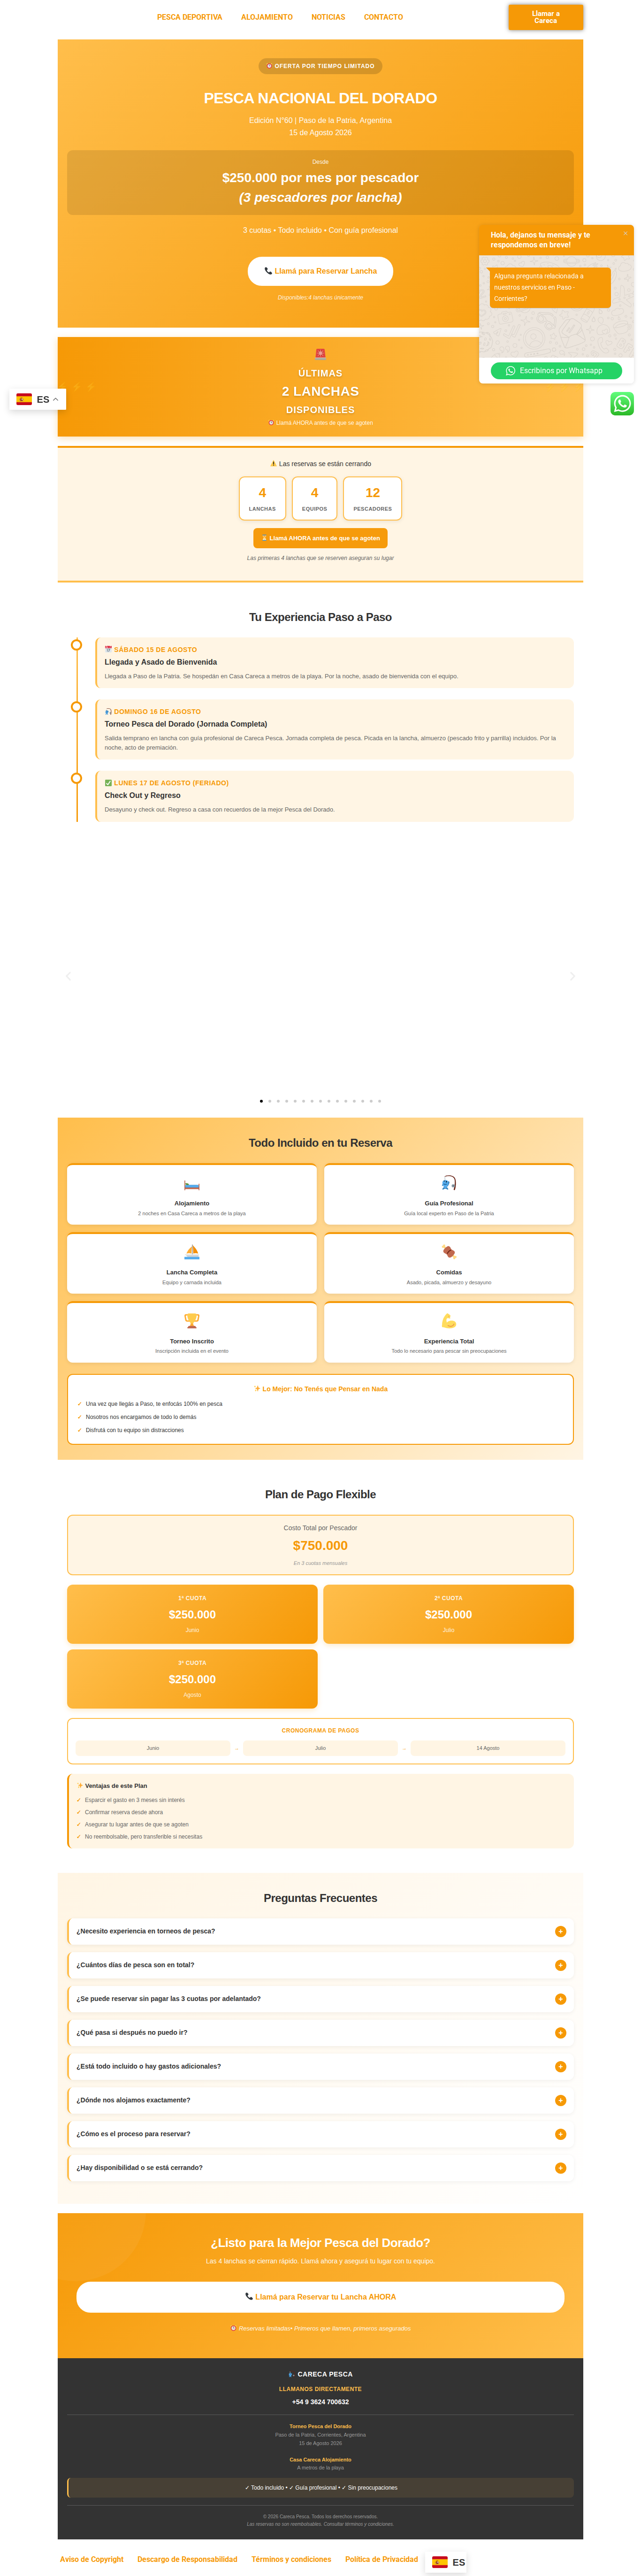 PESCA DEPORTIVA ALOJAMIENTO NOTICIAS CONTACTO
Llamar a
Careca
OFERTA POR TIEMPO LIMITADO
PESCA NACIONAL DEL DORADO
Edición N°60 | Paso de la Patria, Argentina
15 de Agosto 2026
Desde
$250.000 por mes por pescador
(3 pescadores por lancha)
3 cuotas • Todo incluido • Con guía profesional
Llamá para Reservar Lancha
Disponibles 4 lanchas únicamente
Hola, dejanos tu mensaje y te
respondemos en breve!
×
Alguna pregunta relacionada a
nuestros servicios en Paso -
Corrientes?
Escribinos por Whatsapp
ÚLTIMAS
2 LANCHAS
DISPONIBLES
Llamá AHORA antes de que se agoten
ES
Las reservas se están cerrando
4
LANCHAS
4
EQUIPOS
12
PESCADORES
Llamá AHORA antes de que se agoten
Las primeras 4 lanchas que se reserven aseguran su lugar
Tu Experiencia Paso a Paso
SÁBADO 15 DE AGOSTO
Llegada y Asado de Bienvenida
Llegada a Paso de la Patria. Se hospedán en Casa Careca a metros de la playa. Por la noche, asado de bienvenida con el equipo.
DOMINGO 16 DE AGOSTO
Torneo Pesca del Dorado (Jornada Completa)
Salida temprano en lancha con guía profesional de Careca Pesca. Jornada completa de pesca. Picada en la lancha, almuerzo (pescado frito y parrilla) incluidos. Por la
noche, acto de premiación.
LUNES 17 DE AGOSTO (FERIADO)
Check Out y Regreso
Desayuno y check out. Regreso a casa con recuerdos de la mejor Pesca del Dorado.
Todo Incluido en tu Reserva
Alojamiento
2 noches en Casa Careca a metros de la playa
Guía Profesional
Guía local experto en Paso de la Patria
Lancha Completa
Equipo y carnada incluida
Comidas
Asado, picada, almuerzo y desayuno
Torneo Inscrito
Inscripción incluida en el evento
Experiencia Total
Todo lo necesario para pescar sin preocupaciones
Lo Mejor: No Tenés que Pensar en Nada
✓ Una vez que llegás a Paso, te enfocás 100% en pesca
✓ Nosotros nos encargamos de todo lo demás
✓ Disfrutá con tu equipo sin distracciones
Plan de Pago Flexible
Costo Total por Pescador
$750.000
En 3 cuotas mensuales
1ª CUOTA
$250.000
Junio
2ª CUOTA
$250.000
Julio
3ª CUOTA
$250.000
Agosto
CRONOGRAMA DE PAGOS
Junio → Julio → 14 Agosto
Ventajas de este Plan
✓ Esparcir el gasto en 3 meses sin interés
✓ Confirmar reserva desde ahora
✓ Asegurar tu lugar antes de que se agoten
✓ No reembolsable, pero transferible si necesitas
Preguntas Frecuentes
¿Necesito experiencia en torneos de pesca? +
¿Cuántos días de pesca son en total? +
¿Se puede reservar sin pagar las 3 cuotas por adelantado? +
¿Qué pasa si después no puedo ir? +
¿Está todo incluido o hay gastos adicionales? +
¿Dónde nos alojamos exactamente? +
¿Cómo es el proceso para reservar? +
¿Hay disponibilidad o se está cerrando? +
¿Listo para la Mejor Pesca del Dorado?
Las 4 lanchas se cierran rápido. Llamá ahora y asegurá tu lugar con tu equipo.
Llamá para Reservar tu Lancha AHORA
Reservas limitadas• Primeros que llamen, primeros asegurados
CARECA PESCA
LLAMANOS DIRECTAMENTE
+54 9 3624 700632
Torneo Pesca del Dorado
Paso de la Patria, Corrientes, Argentina
15 de Agosto 2026
Casa Careca Alojamiento
A metros de la playa
✓ Todo incluido • ✓ Guía profesional • ✓ Sin preocupaciones
© 2026 Careca Pesca. Todos los derechos reservados.
Las reservas no son reembolsables. Consultar términos y condiciones.
Aviso de Copyright Descargo de Responsabilidad Términos y condiciones Política de Privacidad
ES